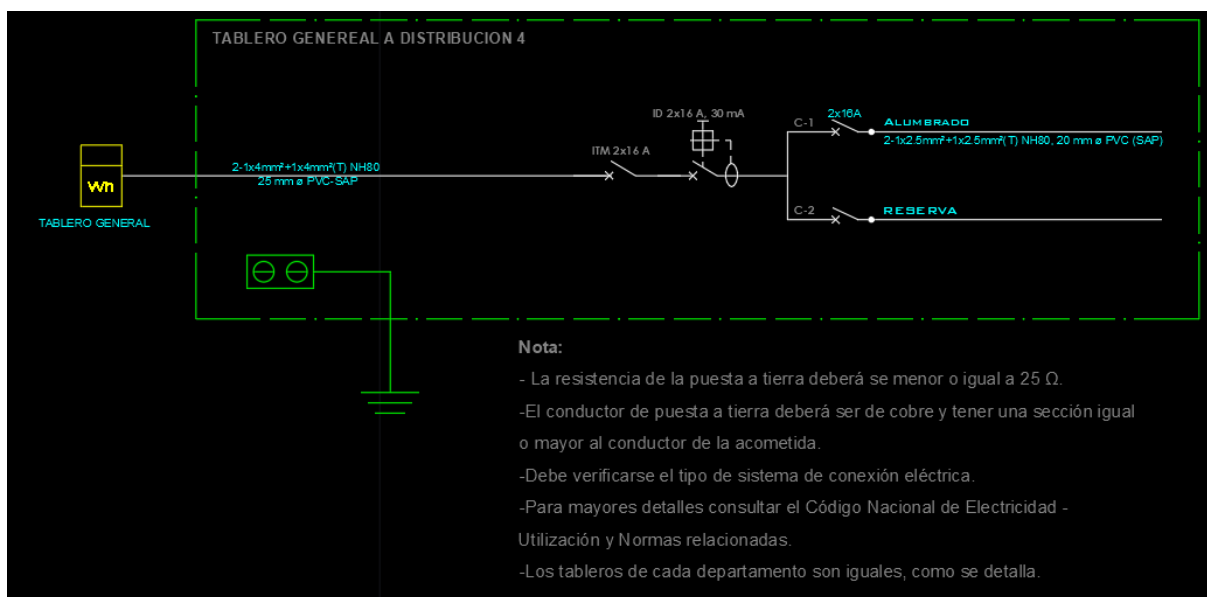 TABLERO GENEREAL A DISTRIBUCION 4
ID 2x16 A, 30 mA
2x16A
C-1
ALUMBRADO
2-1x2.5mm²+1x2.5mm²(T) NH80, 20 mm ø PVC (SAP)
ITM 2x16 A
2-1x4mm²+1x4mm²(T) NH80
25 mm ø PVC-SAP
Wh
TABLERO GENERAL
C-2
RESERVA
Nota:
- La resistencia de la puesta a tierra deberá se menor o igual a 25 Ω.
-El conductor de puesta a tierra deberá ser de cobre y tener una sección igual
o mayor al conductor de la acometida.
-Debe verificarse el tipo de sistema de conexión eléctrica.
-Para mayores detalles consultar el Código Nacional de Electricidad -
Utilización y Normas relacionadas.
-Los tableros de cada departamento son iguales, como se detalla.